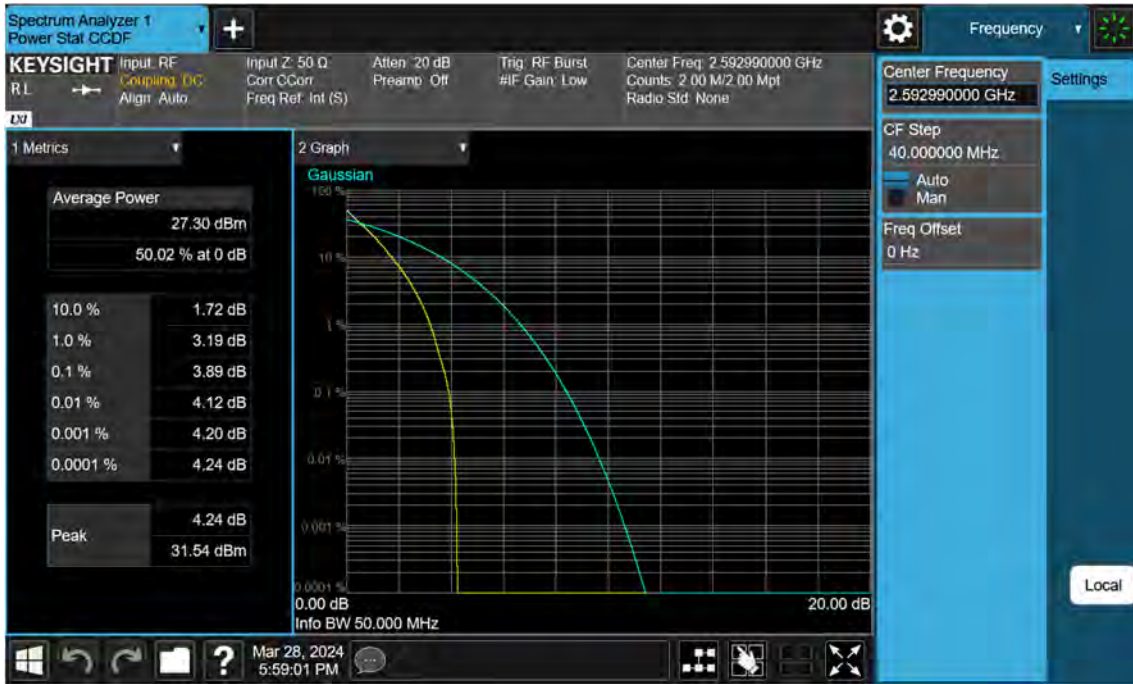 Spectrum Analyzer 1
Power Stat CCDF
Frequency
KEYSIGHT
R L
LXI
Input: RF
Coupling: DC
Align: Auto
Input Z: 50 Ω
Corr CCorr
Freq Ref: Int (S)
Atten: 20 dB
Preamp: Off
Trig: RF Burst
#IF Gain: Low
Center Freq: 2.592990000 GHz
Counts: 2.00 M/2.00 Mpt
Radio Std: None
Center Frequency
2.592990000 GHz
Settings
CF Step
40.000000 MHz
Auto
Man
Freq Offset
0 Hz
Local
1 Metrics
Average Power
27.30 dBm
50.02 % at 0 dB
10.0 % 1.72 dB
1.0 % 3.19 dB
0.1 % 3.89 dB
0.01 % 4.12 dB
0.001 % 4.20 dB
0.0001 % 4.24 dB
Peak
4.24 dB
31.54 dBm
2 Graph
Gaussian
100 %
10 %
1 %
0.1 %
0.01 %
0.001 %
0.0001 %
0.00 dB 20.00 dB
Info BW 50.000 MHz
?
Mar 28, 2024
5:59:01 PM